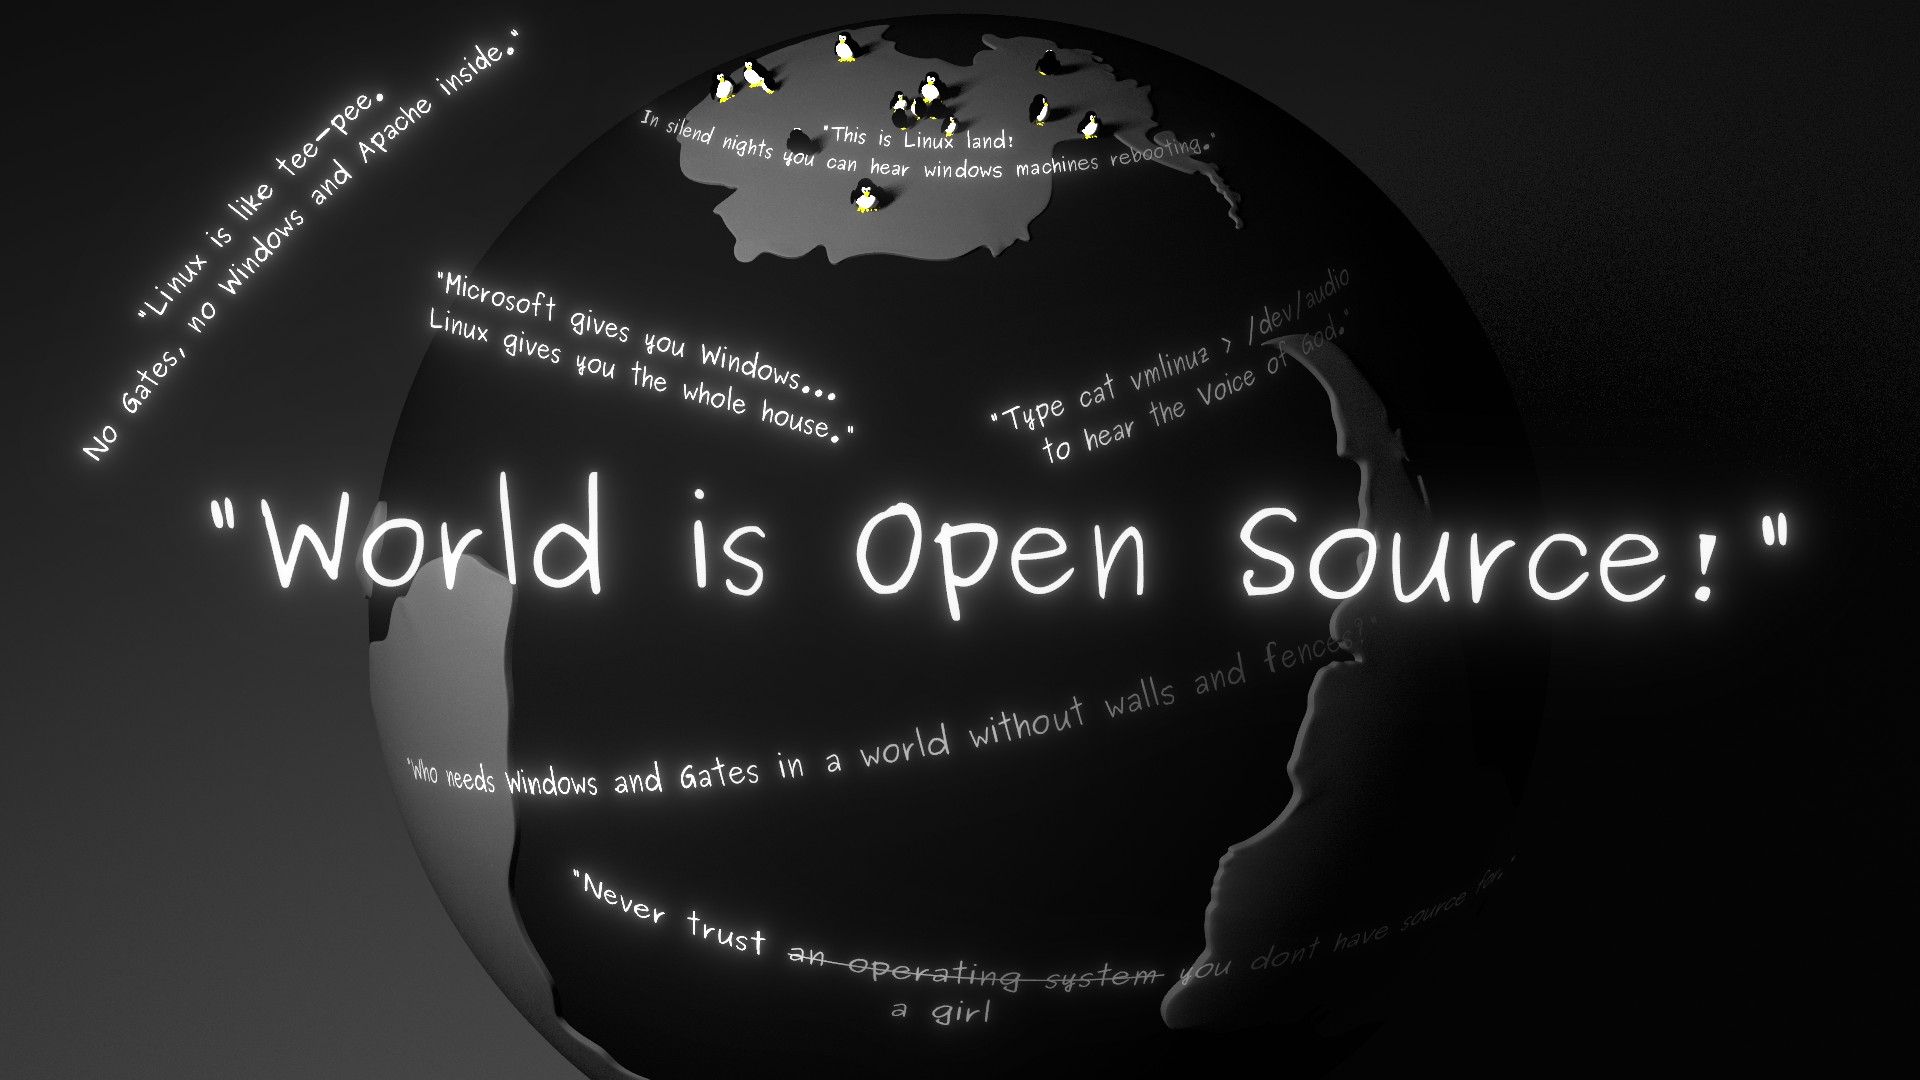 "Linux is like tee-pee.
No Gates, no Windows and Apache inside."
"This is Linux land!
In silend nights you can hear windows machines rebooting."
"Microsoft gives you Windows...
Linux gives you the whole house."
"Type cat vmlinuz > /dev/audio
to hear the Voice of God."
"World is Open Source!"
"Who needs Windows and Gates in a world without walls and fences?"
"Never trust an operating system you dont have source for."
a girl